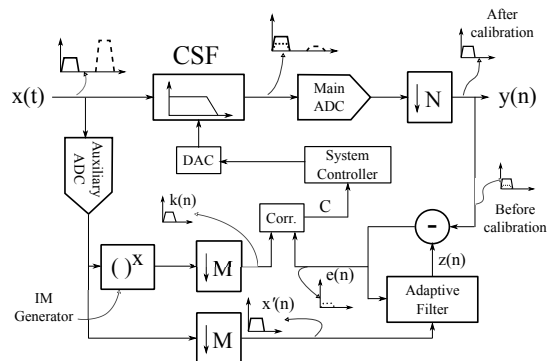 After
calibration
CSF
x(t)
Main
ADC
↓ N
y(n)
Auxiliary
ADC
DAC
System
Controller
Before
calibration
k(n)
Corr.
C
-
z(n)
( )^x
↓ M
e(n)
Adaptive
Filter
IM
Generator
x'(n)
↓ M